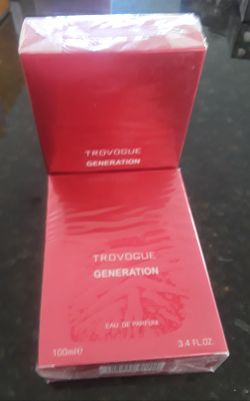 TROVOGUE
GENERATION
TROVOGUE
GENERATION
EAU DE PARFUM
100ml℮ 3.4 FL.OZ.